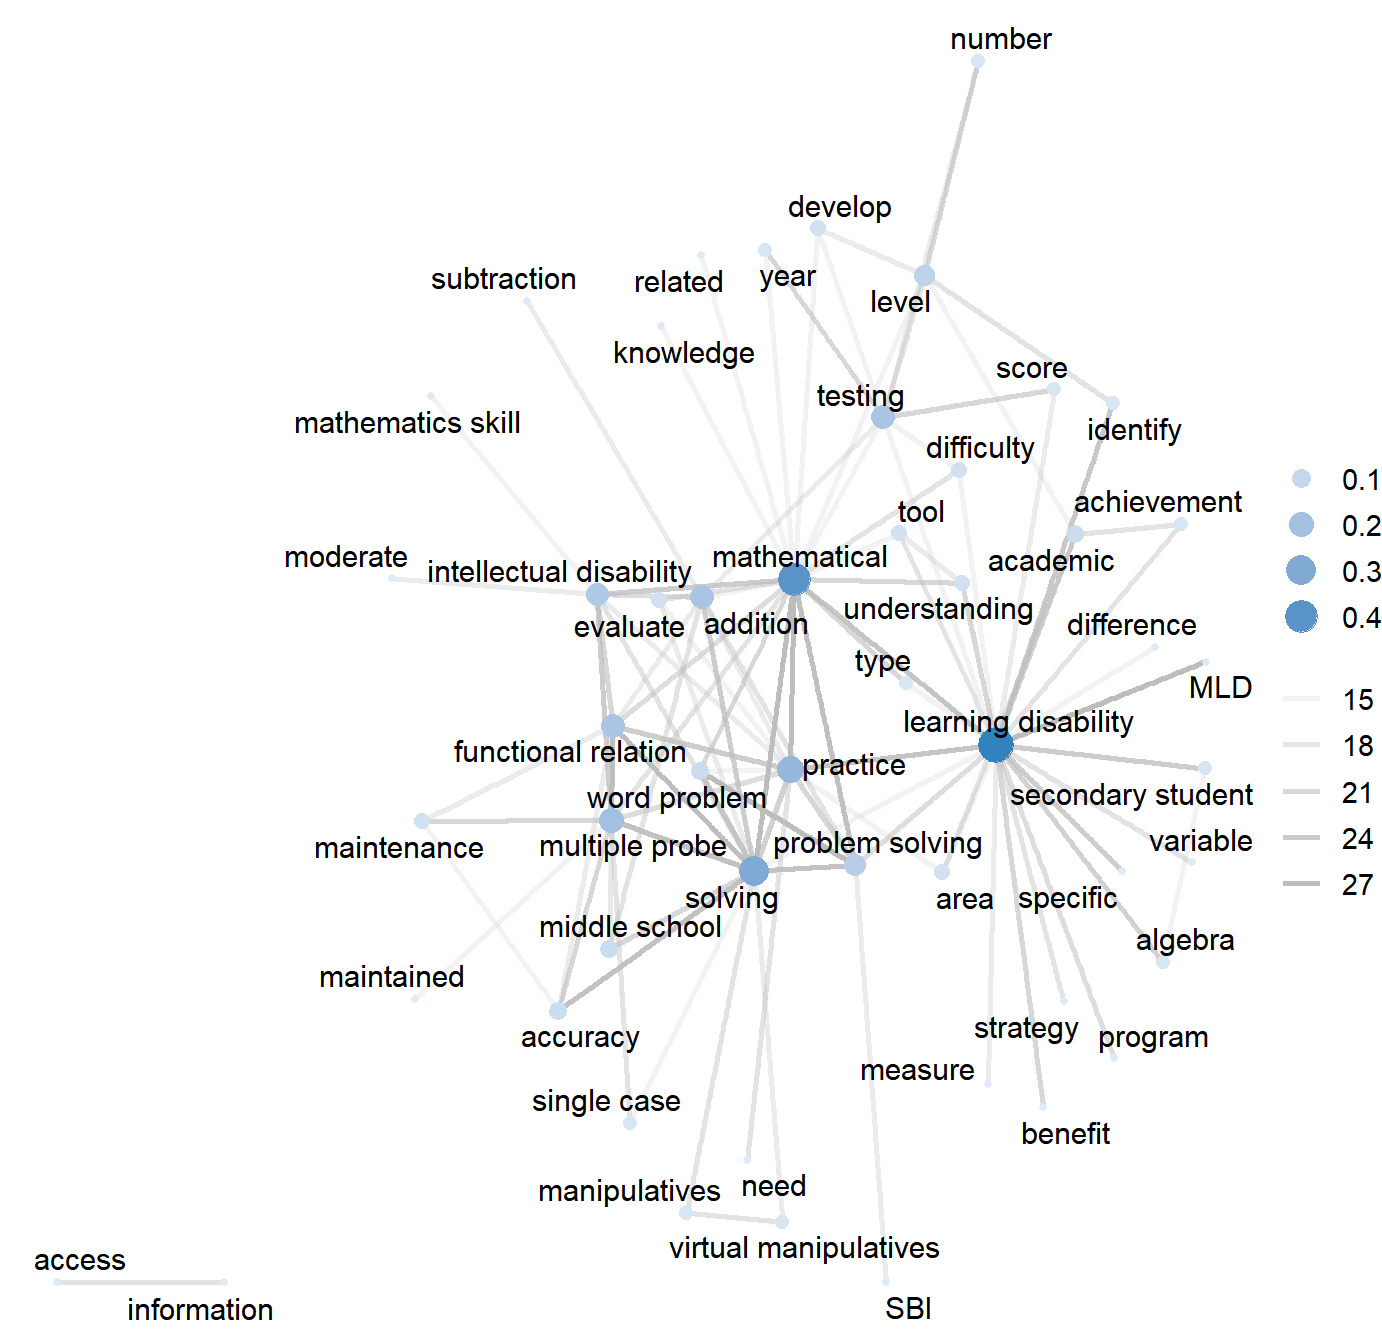 number
develop
subtraction
related
year
level
knowledge
score
testing
mathematics skill
identify
difficulty
achievement
tool
0.1
0.2
0.3
0.4
moderate
intellectual disability
mathematical
academic
understanding
evaluate
addition
difference
type
MLD
15
18
21
24
27
learning disability
functional relation
practice
word problem
secondary student
maintenance
multiple probe
problem solving
variable
solving
area
specific
middle school
algebra
maintained
accuracy
strategy
program
measure
single case
benefit
manipulatives
need
virtual manipulatives
access
information
SBI